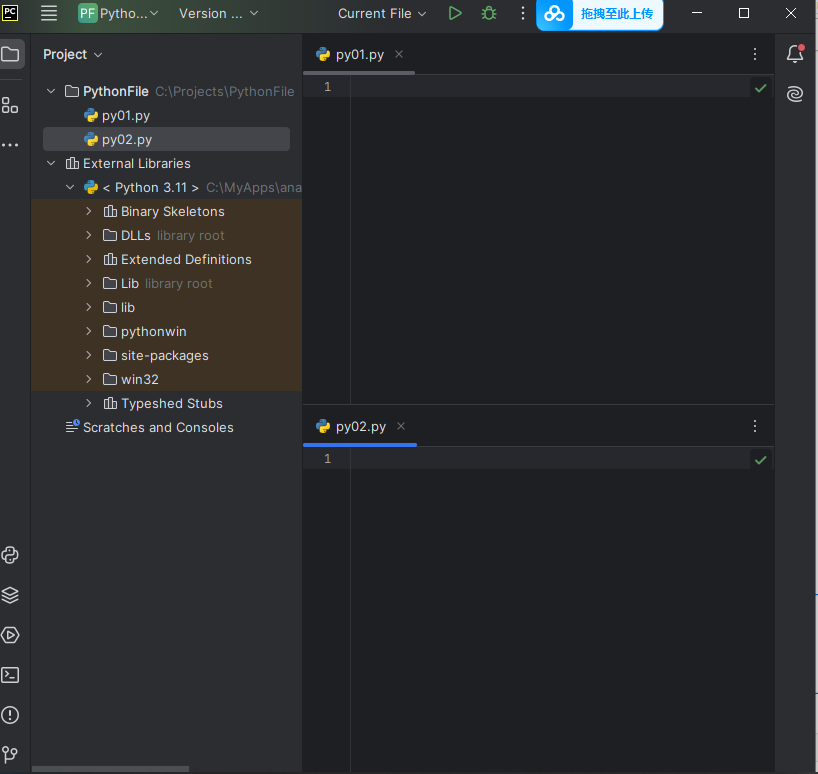 PC
PF Pytho... Version ... Current File 拖拽至此上传
Project
PythonFile C:\Projects\PythonFile
py01.py
py02.py
External Libraries
< Python 3.11 > C:\MyApps\ana
Binary Skeletons
DLLs library root
Extended Definitions
Lib library root
lib
pythonwin
site-packages
win32
Typeshed Stubs
Scratches and Consoles
py01.py
1
py02.py
1